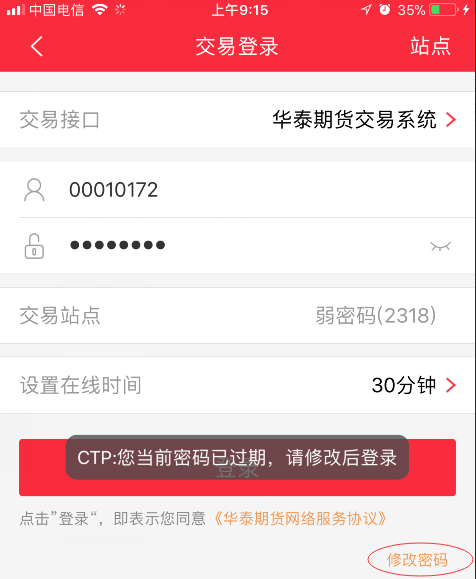 中国电信 上午9:15 35%
交易登录 站点
交易接口 华泰期货交易系统
00010172
交易站点 弱密码(2318)
设置在线时间 30分钟
登录
CTP:您当前密码已过期，请修改后登录
点击”登录“，即表示您同意《华泰期货网络服务协议》
修改密码